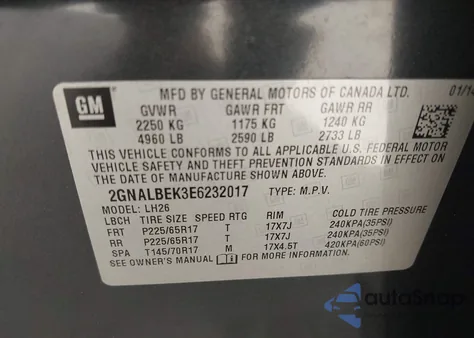 GM
MFD BY GENERAL MOTORS OF CANADA LTD. 01/14
GVWR GAWR FRT GAWR RR
2250 KG 1175 KG 1240 KG
4960 LB 2590 LB 2733 LB
THIS VEHICLE CONFORMS TO ALL APPLICABLE U.S. FEDERAL MOTOR
VEHICLE SAFETY AND THEFT PREVENTION STANDARDS IN EFFECT ON
THE DATE OF MANUFACTURE SHOWN ABOVE.
2GNALBEK3E6232017 TYPE: M.P.V.
MODEL: LH26
LBCH TIRE SIZE SPEED RTG RIM COLD TIRE PRESSURE
FRT P225/65R17 T 17X7J 240KPA(35PSI)
RR P225/65R17 T 17X7J 240KPA(35PSI)
SPA T145/70R17 M 17X4.5T 420KPA(60PSI)
SEE OWNER'S MANUAL FOR MORE INFORMATION
autoSnap